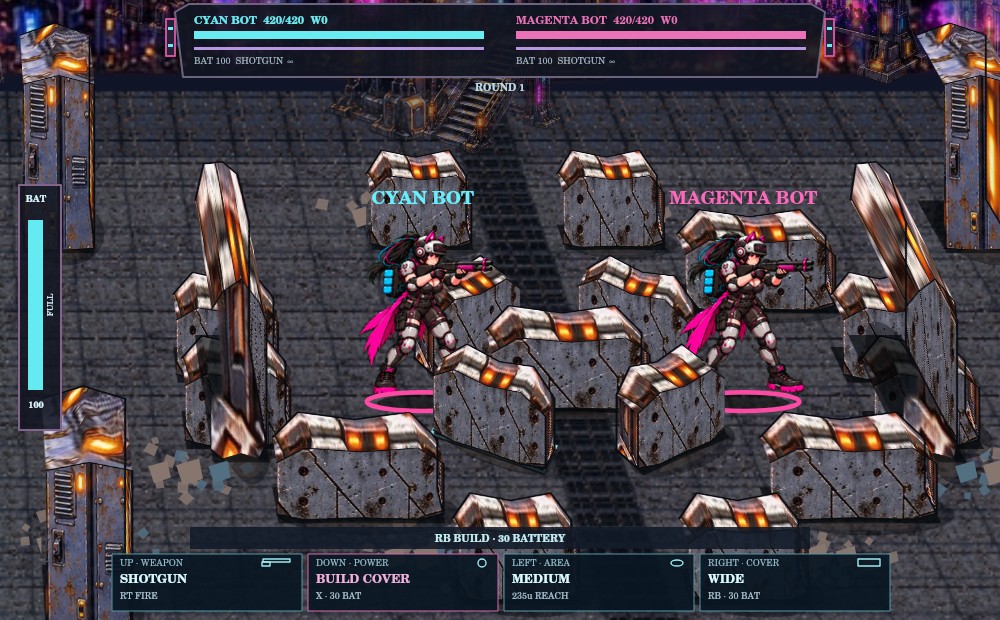 CYAN BOT 420/420 W0
MAGENTA BOT 420/420 W0
BAT 100 SHOTGUN ∞
BAT 100 SHOTGUN ∞
ROUND 1
BAT
FULL
100
CYAN BOT
MAGENTA BOT
RB BUILD · 30 BATTERY
UP · WEAPON
SHOTGUN
RT FIRE
DOWN · POWER
BUILD COVER
X · 30 BAT
LEFT · AREA
MEDIUM
235u REACH
RIGHT · COVER
WIDE
RB · 30 BAT